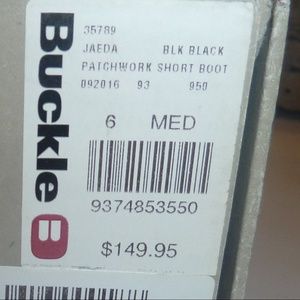 35789
JAEDA BLK BLACK
PATCHWORK SHORT BOOT
092016 93 950
6 MED
9374853550
$149.95
Buckle B